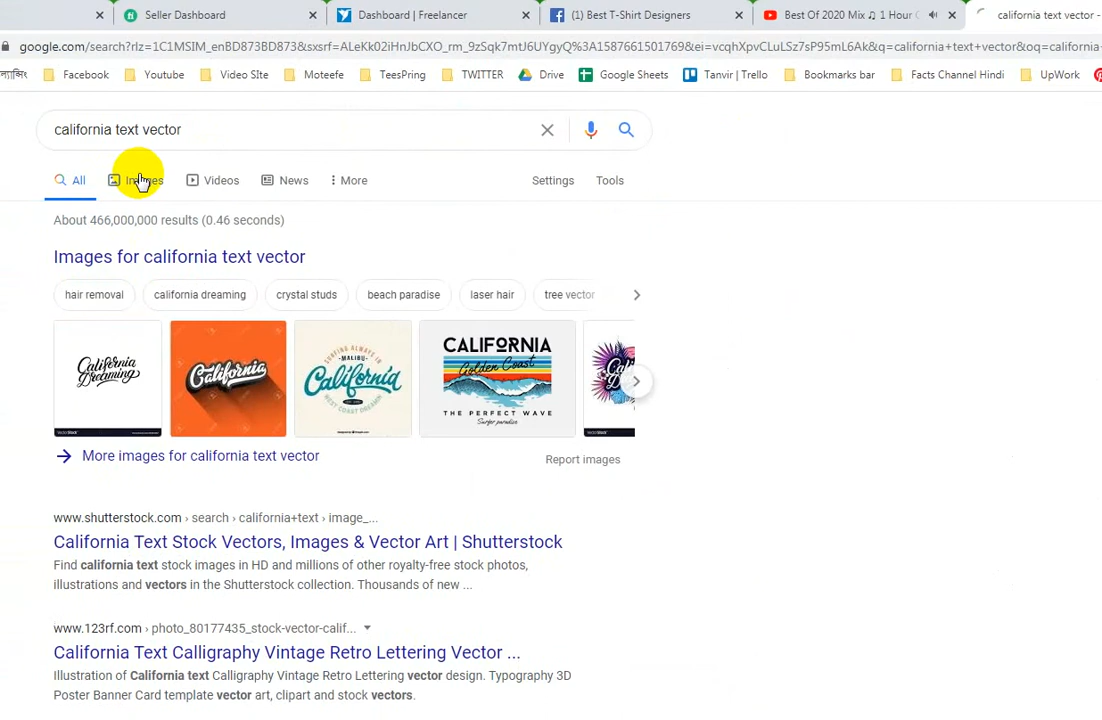 Seller Dashboard
Dashboard | Freelancer
(1) Best T-Shirt Designers
Best Of 2020 Mix ♫ 1 Hour
california text vector -
google.com/search?rlz=1C1MSIM_enBD873BD873&sxsrf=ALeKk02iHnJbCXO_rm_9zSqk7mtJ6UYgyQ%3A1587661501769&ei=vcqhXpvCLuLSz7sP95mL6Ak&q=california+text+vector&oq=california
Facebook
Youtube
Video SIte
Moteefe
TeesPring
TWITTER
Drive
Google Sheets
Tanvir | Trello
Bookmarks bar
Facts Channel Hindi
UpWork
california text vector
All
Images
Videos
News
More
Settings
Tools
About 466,000,000 results (0.46 seconds)
Images for california text vector
hair removal
california dreaming
crystal studs
beach paradise
laser hair
tree vector
California Dreaming
California
SURFING ALWAYS IN
MALIBU
California
WEST COAST DREAMS
CALIFORNIA
Golden Coast
THE PERFECT WAVE
Surfer paradise
More images for california text vector
Report images
www.shutterstock.com › search › california+text › image_...
California Text Stock Vectors, Images & Vector Art | Shutterstock
Find california text stock images in HD and millions of other royalty-free stock photos,
illustrations and vectors in the Shutterstock collection. Thousands of new ...
www.123rf.com › photo_80177435_stock-vector-calif...
California Text Calligraphy Vintage Retro Lettering Vector ...
Illustration of California text Calligraphy Vintage Retro Lettering vector design. Typography 3D
Poster Banner Card template vector art, clipart and stock vectors.